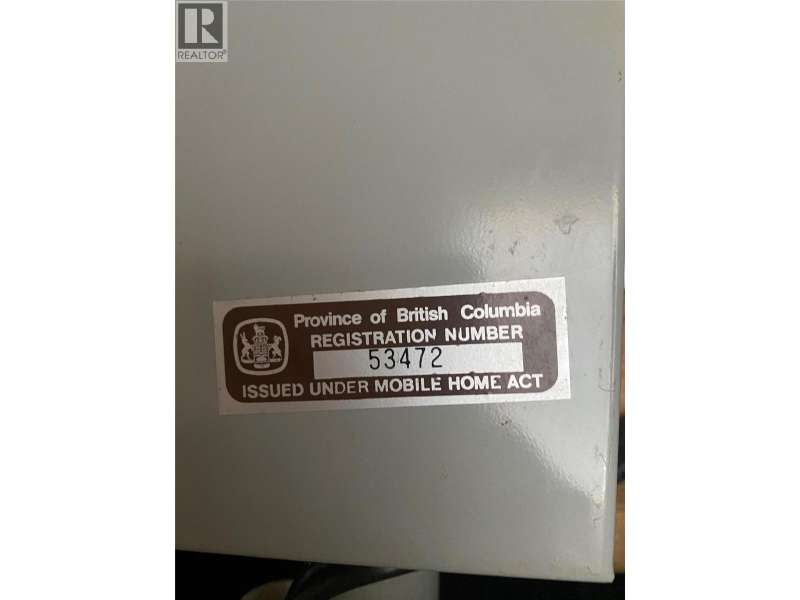 R
REALTOR®
Province of British Columbia
REGISTRATION NUMBER
53472
ISSUED UNDER MOBILE HOME ACT